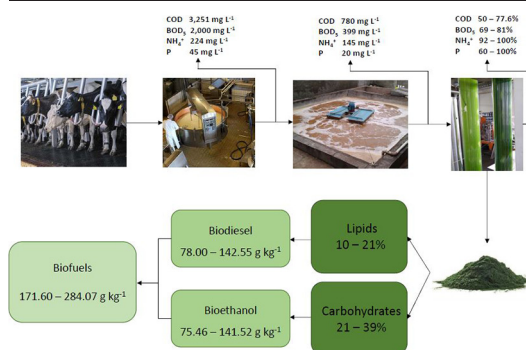 COD 3,251 mg L⁻¹
BOD₅ 2,000 mg L⁻¹
NH₄⁺ 224 mg L⁻¹
P 45 mg L⁻¹
COD 780 mg L⁻¹
BOD₅ 399 mg L⁻¹
NH₄⁺ 145 mg L⁻¹
P 20 mg L⁻¹
COD 50 – 77.6%
BOD₅ 69 – 81%
NH₄⁺ 92 – 100%
P 60 – 100%
Biofuels
171.60 – 284.07 g kg⁻¹
Biodiesel
78.00 – 142.55 g kg⁻¹
Bioethanol
75.46 – 141.52 g kg⁻¹
Lipids
10 – 21%
Carbohydrates
21 – 39%